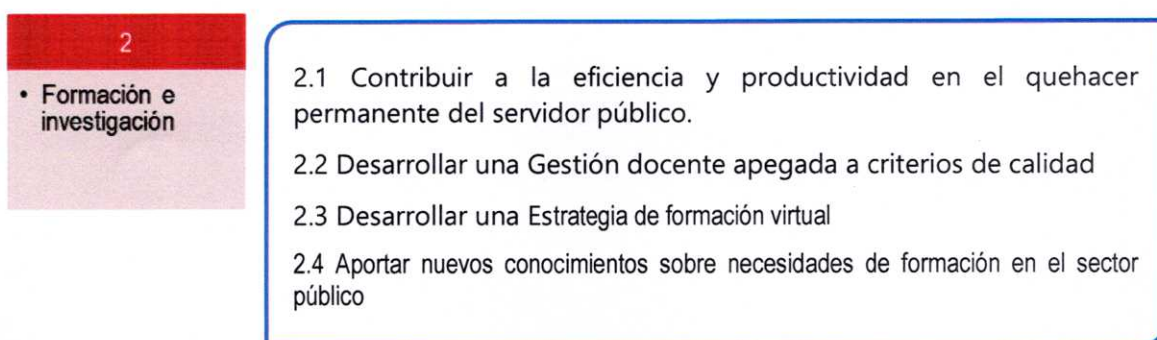 2
• Formación e
investigación
2.1 Contribuir a la eficiencia y productividad en el quehacer
permanente del servidor público.
2.2 Desarrollar una Gestión docente apegada a criterios de calidad
2.3 Desarrollar una Estrategia de formación virtual
2.4 Aportar nuevos conocimientos sobre necesidades de formación en el sector
público